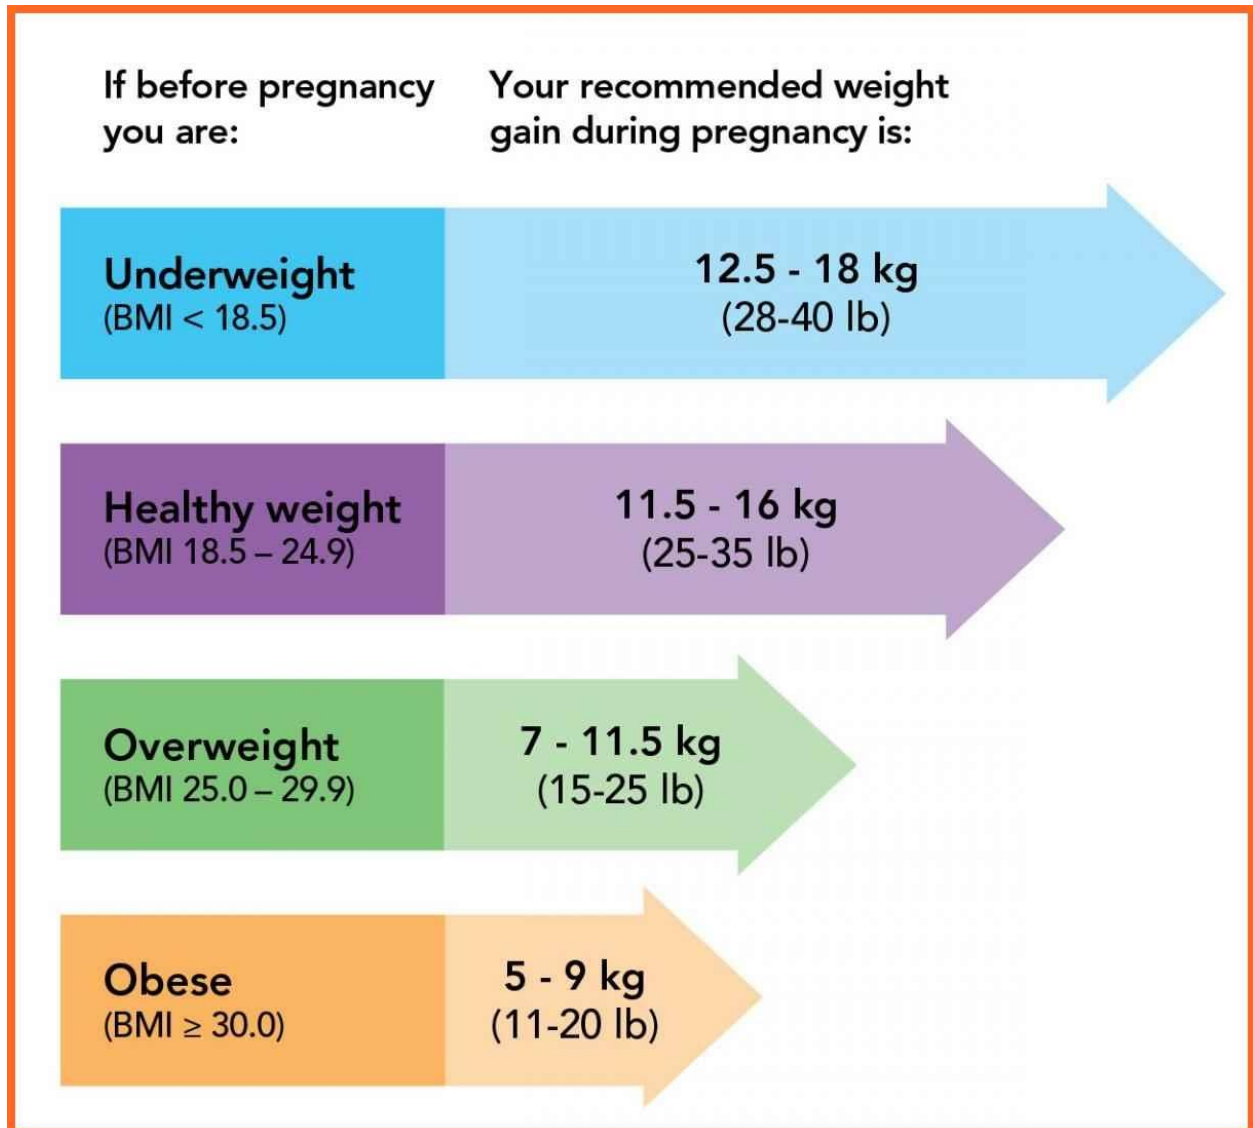 If before pregnancy
you are:
Your recommended weight
gain during pregnancy is:
Underweight
(BMI < 18.5)
12.5 - 18 kg
(28-40 lb)
Healthy weight
(BMI 18.5 – 24.9)
11.5 - 16 kg
(25-35 lb)
Overweight
(BMI 25.0 – 29.9)
7 - 11.5 kg
(15-25 lb)
Obese
(BMI ≥ 30.0)
5 - 9 kg
(11-20 lb)